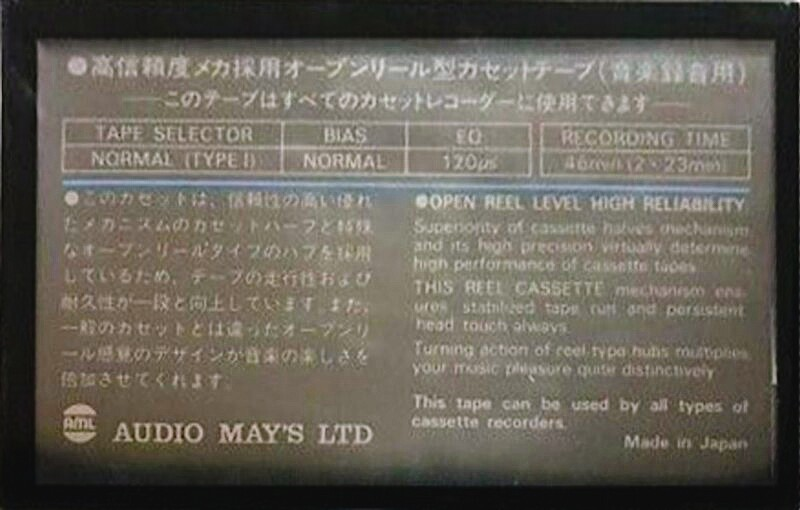 ●高信頼度メカ採用オープンリール型カセットテープ(音楽録音用)
このテープはすべてのカセットレコーダーに使用できます
TAPE SELECTOR BIAS EQ RECORDING TIME
NORMAL (TYPE I) NORMAL 120μs 46min (2×23min)
●このカセットは、信頼性の高い優れ
たメカニズムのカセットハーフと特殊
なオープンリールタイプのハブを採用
しているため、テープの走行性および
耐久性が一段と向上しています。また、
一般のカセットとは違ったオープンリ
ール感覚のデザインが音楽の楽しさを
倍加させてくれます。
●OPEN REEL LEVEL HIGH RELIABILITY
Superiority of cassette halves mechanism
and its high precision virtually determine
high performance of cassette tapes.
THIS REEL CASSETTE mechanism ens-
ures stabilized tape run and persistent
head touch always.
Turning action of reel-type hubs multiplies
your music pleasure quite distinctively.
This tape can be used by all types of
cassette recorders.
AML AUDIO MAY'S LTD
Made in Japan